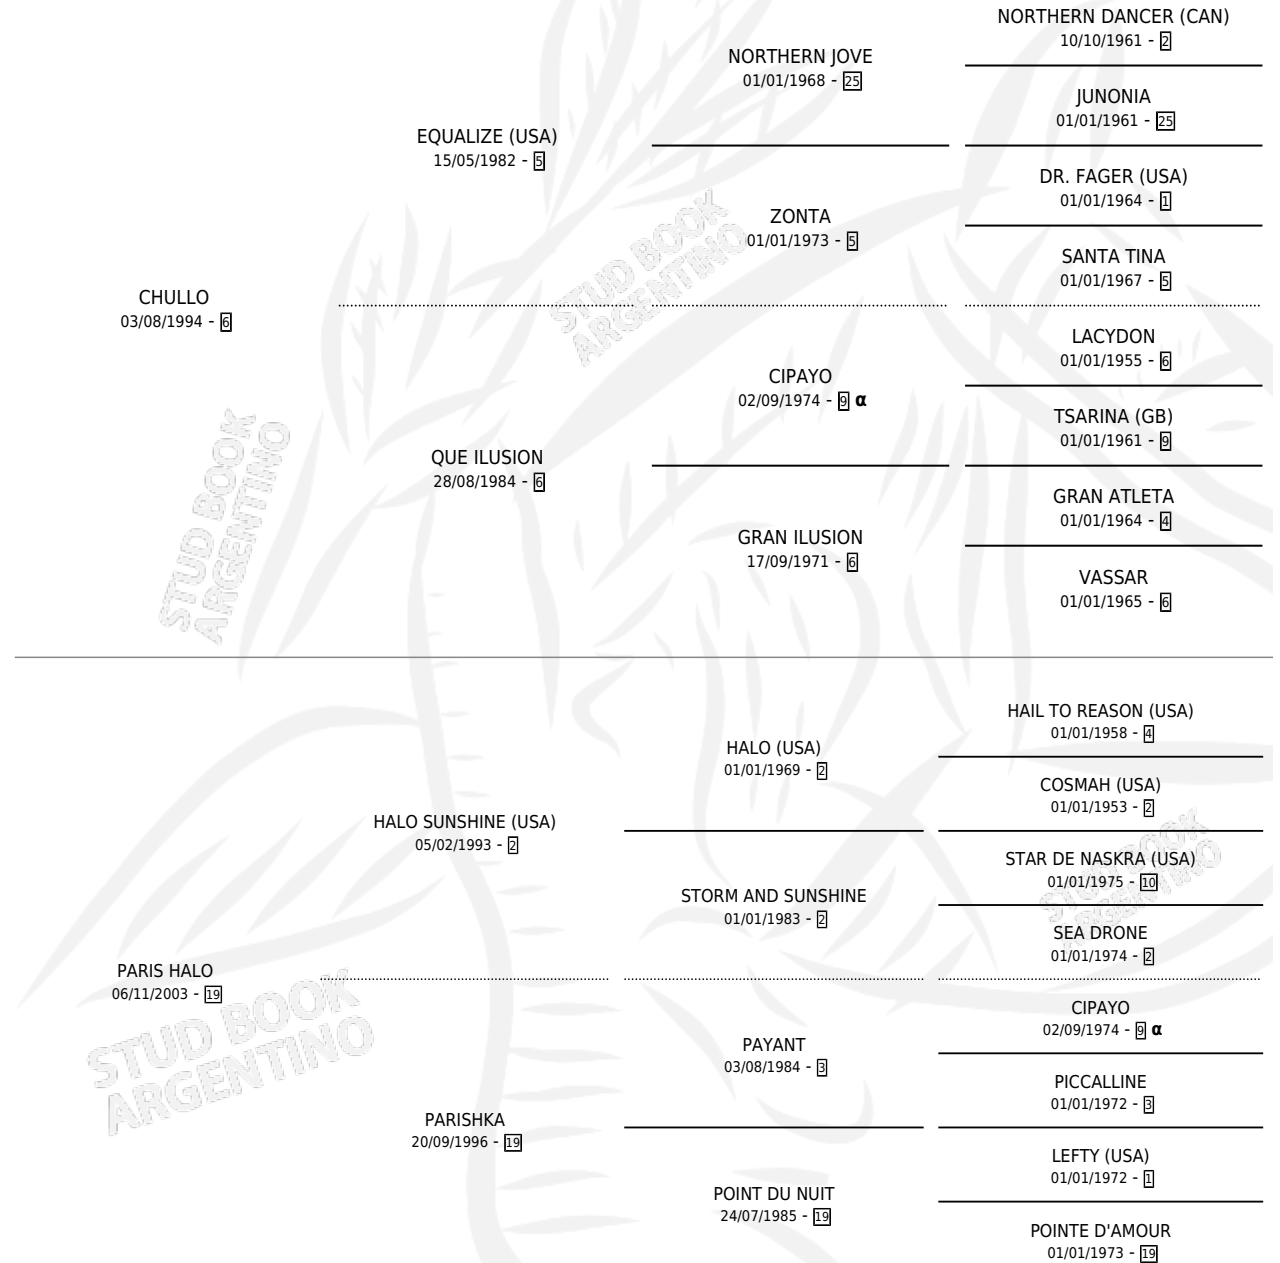 NORTHERN DANCER (CAN)
10/10/1961 - 2
NORTHERN JOVE
01/01/1968 - 25
JUNONIA
01/01/1961 - 25
EQUALIZE (USA)
15/05/1982 - 5
DR. FAGER (USA)
01/01/1964 - 1
ZONTA
01/01/1973 - 5
SANTA TINA
01/01/1967 - 5
CHULLO
03/08/1994 - 6
LACYDON
01/01/1955 - 6
CIPAYO
02/09/1974 - 9 α
TSARINA (GB)
01/01/1961 - 9
QUE ILUSION
28/08/1984 - 6
GRAN ATLETA
01/01/1964 - 4
GRAN ILUSION
17/09/1971 - 6
VASSAR
01/01/1965 - 6
HAIL TO REASON (USA)
01/01/1958 - 4
HALO (USA)
01/01/1969 - 2
COSMAH (USA)
01/01/1953 - 2
HALO SUNSHINE (USA)
05/02/1993 - 2
STAR DE NASKRA (USA)
01/01/1975 - 10
STORM AND SUNSHINE
01/01/1983 - 2
SEA DRONE
01/01/1974 - 2
PARIS HALO
06/11/2003 - 19
CIPAYO
02/09/1974 - 9 α
PAYANT
03/08/1984 - 3
PICCALLINE
01/01/1972 - 3
PARISHKA
20/09/1996 - 19
LEFTY (USA)
01/01/1972 - 1
POINT DU NUIT
24/07/1985 - 19
POINTE D'AMOUR
01/01/1973 - 19
STUD BOOK
ARGENTINO
STUD BOOK
ARGENTINO
STUD BOOK
ARGENTINO
STUD BOOK
ARGENTINO